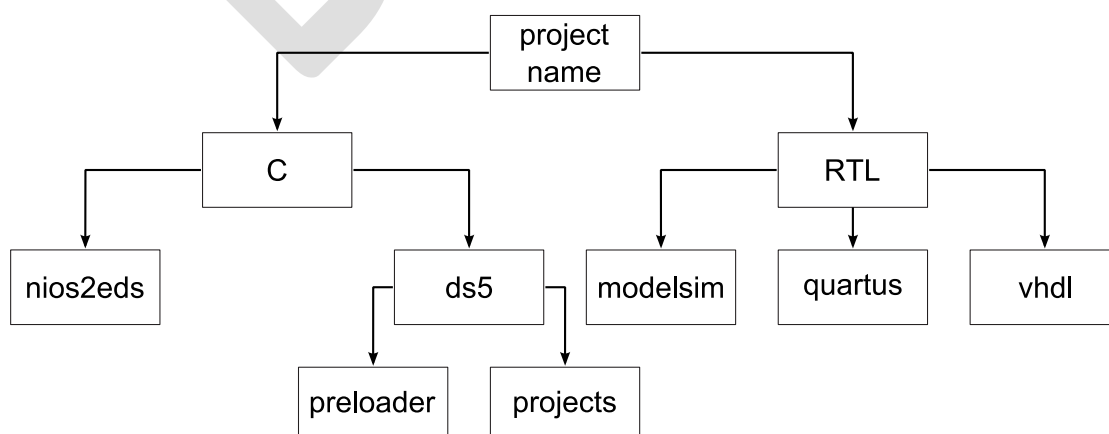 project
name
C
RTL
nios2eds
ds5
modelsim
quartus
vhdl
preloader
projects